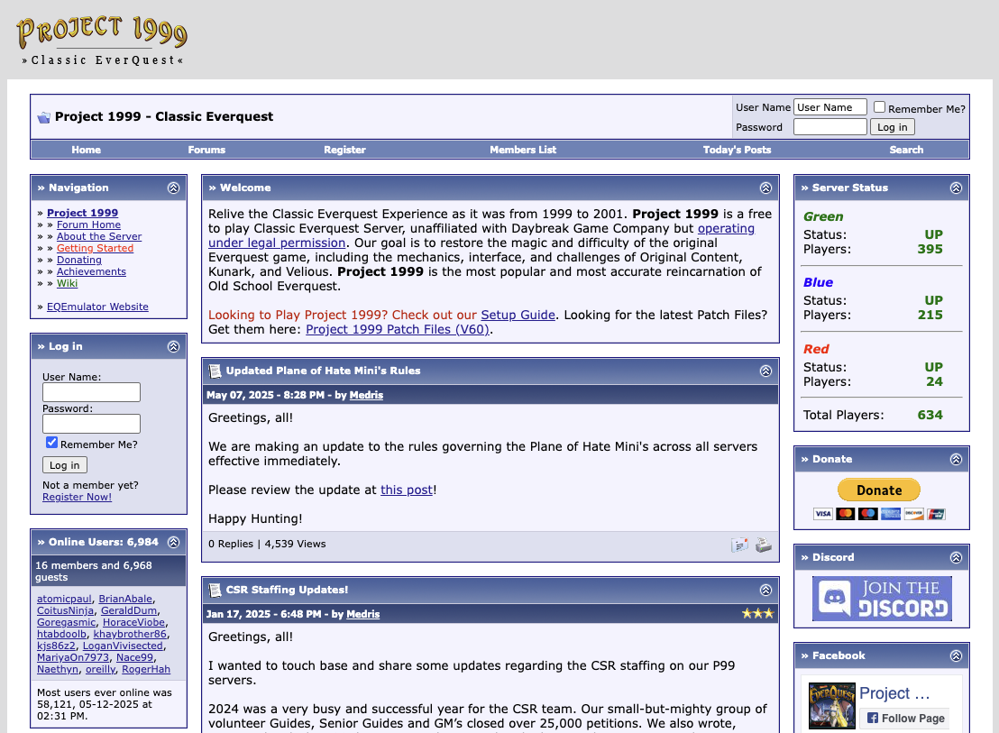 PROJECT 1999
»Classic EverQuest«
Project 1999 - Classic Everquest
User Name User Name Remember Me?
Password Log in
Home Forums Register Members List Today's Posts Search
» Navigation
» Project 1999
» » Forum Home
» » About the Server
» » Getting Started
» » Donating
» » Achievements
» » Wiki
» EQEmulator Website
» Log in
User Name:
Password:
Remember Me?
Log in
Not a member yet?
Register Now!
» Online Users: 6,984
16 members and 6,968
guests
atomicpaul, BrianAbale,
CoitusNinja, GeraldDum,
Goregasmic, HoraceViobe,
htabdoolb, khaybrother86,
kjs86z2, LoganVivisected,
MariyaOn7973, Nace99,
Naethyn, oreilly, RogerHah
Most users ever online was
58,121, 05-12-2025 at
02:31 PM.
» Welcome
Relive the Classic Everquest Experience as it was from 1999 to 2001. Project 1999 is a free
to play Classic Everquest Server, unaffiliated with Daybreak Game Company but operating
under legal permission. Our goal is to restore the magic and difficulty of the original
Everquest game, including the mechanics, interface, and challenges of Original Content,
Kunark, and Velious. Project 1999 is the most popular and most accurate reincarnation of
Old School Everquest.
Looking to Play Project 1999? Check out our Setup Guide. Looking for the latest Patch Files?
Get them here: Project 1999 Patch Files (V60).
Updated Plane of Hate Mini's Rules
May 07, 2025 - 8:28 PM - by Medris
Greetings, all!
We are making an update to the rules governing the Plane of Hate Mini's across all servers
effective immediately.
Please review the update at this post!
Happy Hunting!
0 Replies | 4,539 Views
CSR Staffing Updates!
Jan 17, 2025 - 6:48 PM - by Medris
Greetings, all!
I wanted to touch base and share some updates regarding the CSR staffing on our P99
servers.
2024 was a very busy and successful year for the CSR team. Our small-but-mighty group of
volunteer Guides, Senior Guides and GM's closed over 25,000 petitions. We also wrote,
» Server Status
Green
Status: UP
Players: 395
Blue
Status: UP
Players: 215
Red
Status: UP
Players: 24
Total Players: 634
» Donate
Donate
VISA
DISCOVER
» Discord
JOIN THE
DISCORD
» Facebook
EVERQUEST
Project ...
Follow Page